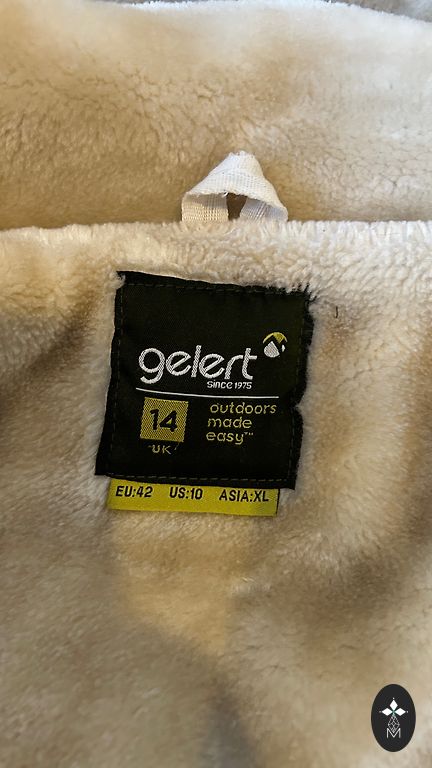 gelert
since 1975
14
UK
outdoors
made
easy™
EU:42 US:10 ASIA:XL
M